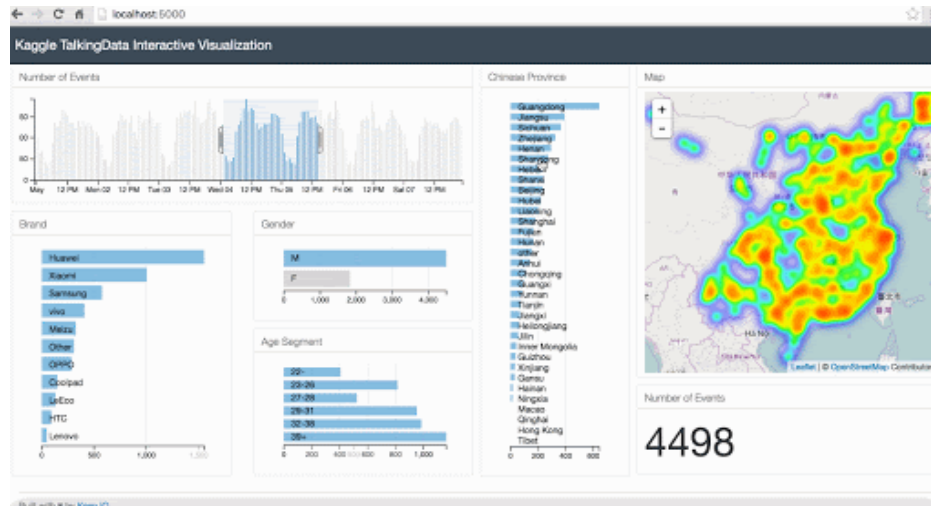 localhost:5000
Kaggle TalkingData Interactive Visualization
Number of Events
May 12 PM Mon 02 12 PM Tue 03 12 PM Wed 04 12 PM Thu 05 12 PM Fri 06 12 PM Sat 07 12 PM
Brand
Huawei
Xiaomi
Samsung
vivo
Meizu
Other
OPPO
Coolpad
LeEco
HTC
Lenovo
0 500 1,000 1,500
Gender
M
F
0 1,000 2,000 3,000 4,000
Age Segment
22-
23-26
27-28
29-31
32-38
39+
0 200 400 600 800 1,000
Chinese Province
Guangdong
Jiangsu
Sichuan
Zhejiang
Henan
Shandong
Hebei
Shanxi
Beijing
Hubei
Liaoning
Shanghai
Fujian
Hunan
other
Anhui
Chongqing
Guangxi
Yunnan
Tianjin
Jiangxi
Heilongjiang
Jilin
Inner Mongolia
Guizhou
Xinjiang
Gansu
Hainan
Ningxia
Macao
Qinghai
Hong Kong
Tibet
0 200 400 600
Map
+
-
Leaflet | © OpenStreetMap Contributor
Number of Events
4498